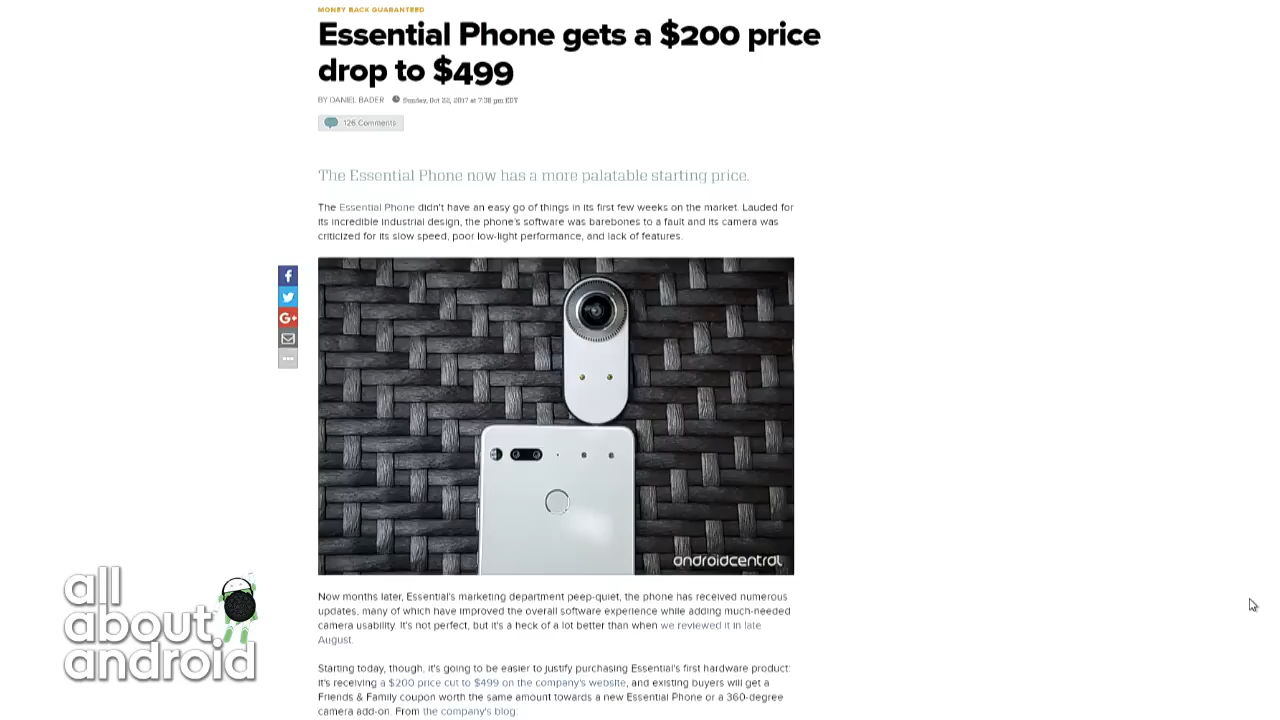 MONEY BACK GUARANTEED
Essential Phone gets a $200 price
drop to $499
BY DANIEL BADER Sunday, Oct 22, 2017 at 7:38 pm EDT
126 Comments
The Essential Phone now has a more palatable starting price.
The Essential Phone didn't have an easy go of things in its first few weeks on the market. Lauded for
its incredible industrial design, the phone's software was barebones to a fault and its camera was
criticized for its slow speed, poor low-light performance, and lack of features.
f
G+
androidcentral
Now months later, Essential's marketing department peep-quiet, the phone has received numerous
updates, many of which have improved the overall software experience while adding much-needed
camera usability. It's not perfect, but it's a heck of a lot better than when we reviewed it in late
August.
Starting today, though, it's going to be easier to justify purchasing Essential's first hardware product:
it's receiving a $200 price cut to $499 on the company's website, and existing buyers will get a
Friends & Family coupon worth the same amount towards a new Essential Phone or a 360-degree
camera add-on. From the company's blog:
all
about
android